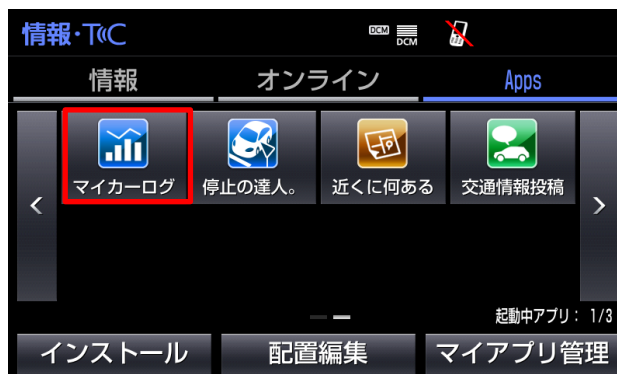 情報・T«C
DCM DCM
情報 オンライン Apps
マイカーログ 停止の達人。 近くに何ある 交通情報投稿
起動中アプリ： 1/3
インストール 配置編集 マイアプリ管理